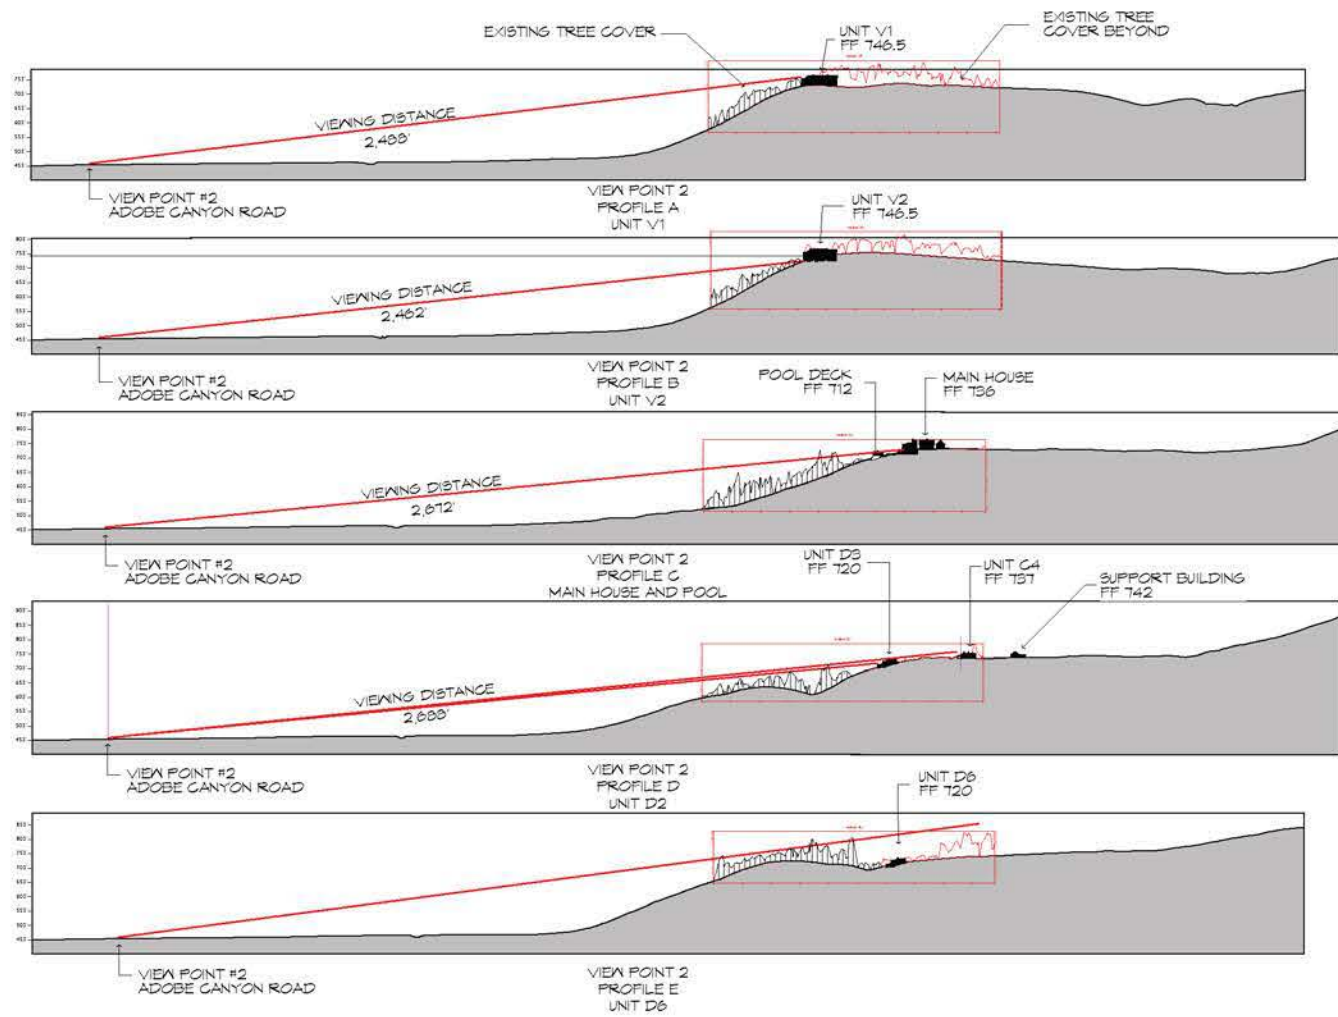 EXISTING TREE COVER
UNIT V1
FF 746.5
EXISTING TREE
COVER BEYOND
VIEWING DISTANCE
2,488'
VIEW POINT #2
ADOBE CANYON ROAD
VIEW POINT 2
PROFILE A
UNIT V1
UNIT V2
FF 746.5
VIEWING DISTANCE
2,462'
VIEW POINT #2
ADOBE CANYON ROAD
VIEW POINT 2
PROFILE B
UNIT V2
POOL DECK
FF 712
MAIN HOUSE
FF 736
VIEWING DISTANCE
2,672'
VIEW POINT #2
ADOBE CANYON ROAD
VIEW POINT 2
PROFILE C
MAIN HOUSE AND POOL
UNIT D3
FF 720
UNIT C4
FF 737
SUPPORT BUILDING
FF 742
VIEWING DISTANCE
VIEW POINT #2
ADOBE CANYON ROAD
VIEW POINT 2
PROFILE D
UNIT D2
UNIT D6
FF 720
VIEW POINT #2
ADOBE CANYON ROAD
VIEW POINT 2
PROFILE E
UNIT D6